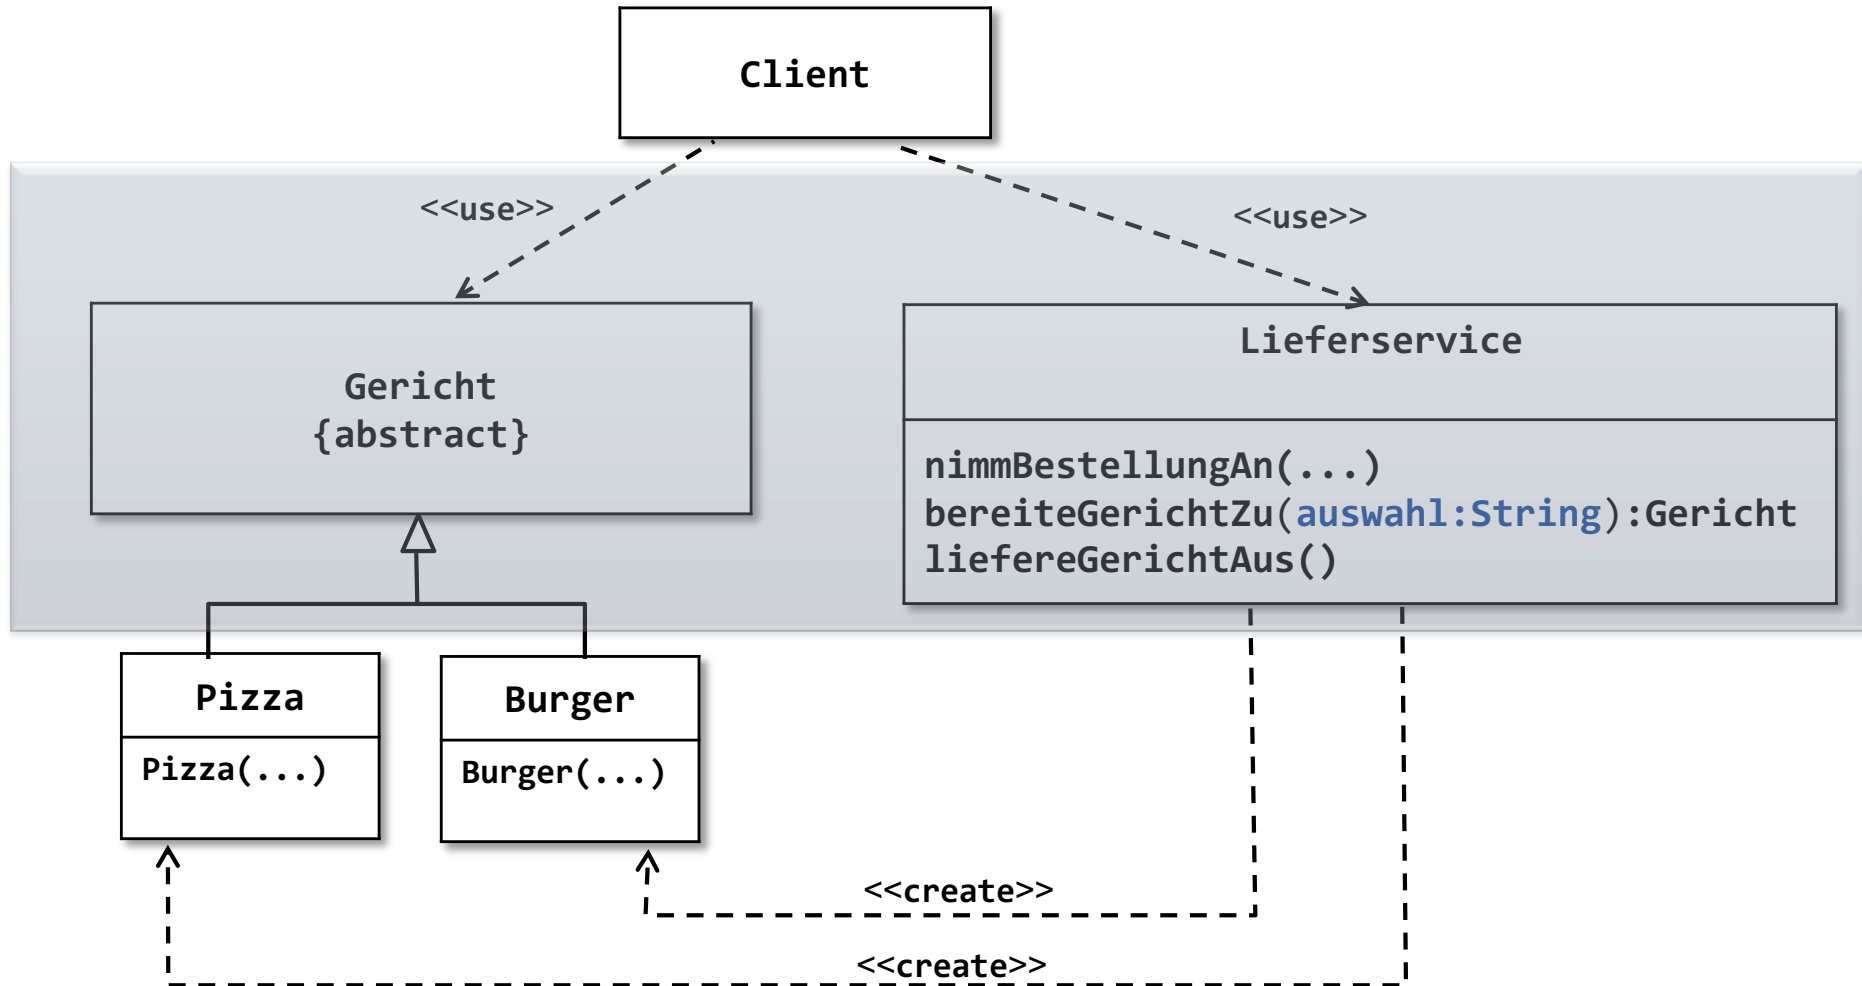 Client
<<use>>
<<use>>
Gericht
{abstract}
Lieferservice
nimmBestellungAn(...)
bereiteGerichtZu(auswahl:String):Gericht
liefereGerichtAus()
Pizza
Pizza(...)
Burger
Burger(...)
<<create>>
<<create>>